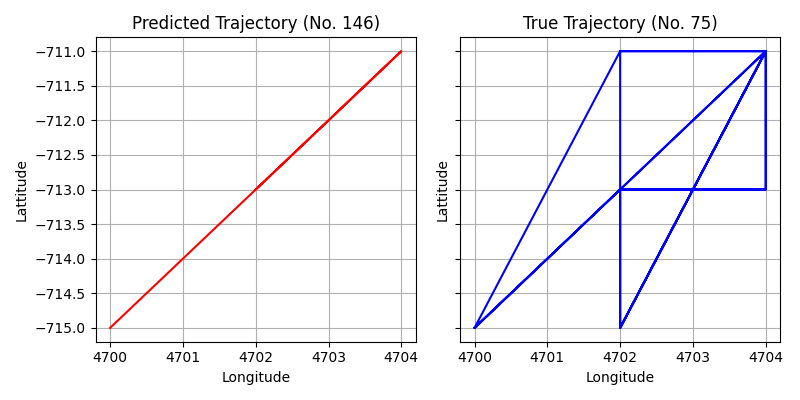 Predicted Trajectory (No. 146)
True Trajectory (No. 75)
Lattitude
−711.0
−711.5
−712.0
−712.5
−713.0
−713.5
−714.0
−714.5
−715.0
4700 4701 4702 4703 4704
Longitude
Lattitude
4700 4701 4702 4703 4704
Longitude